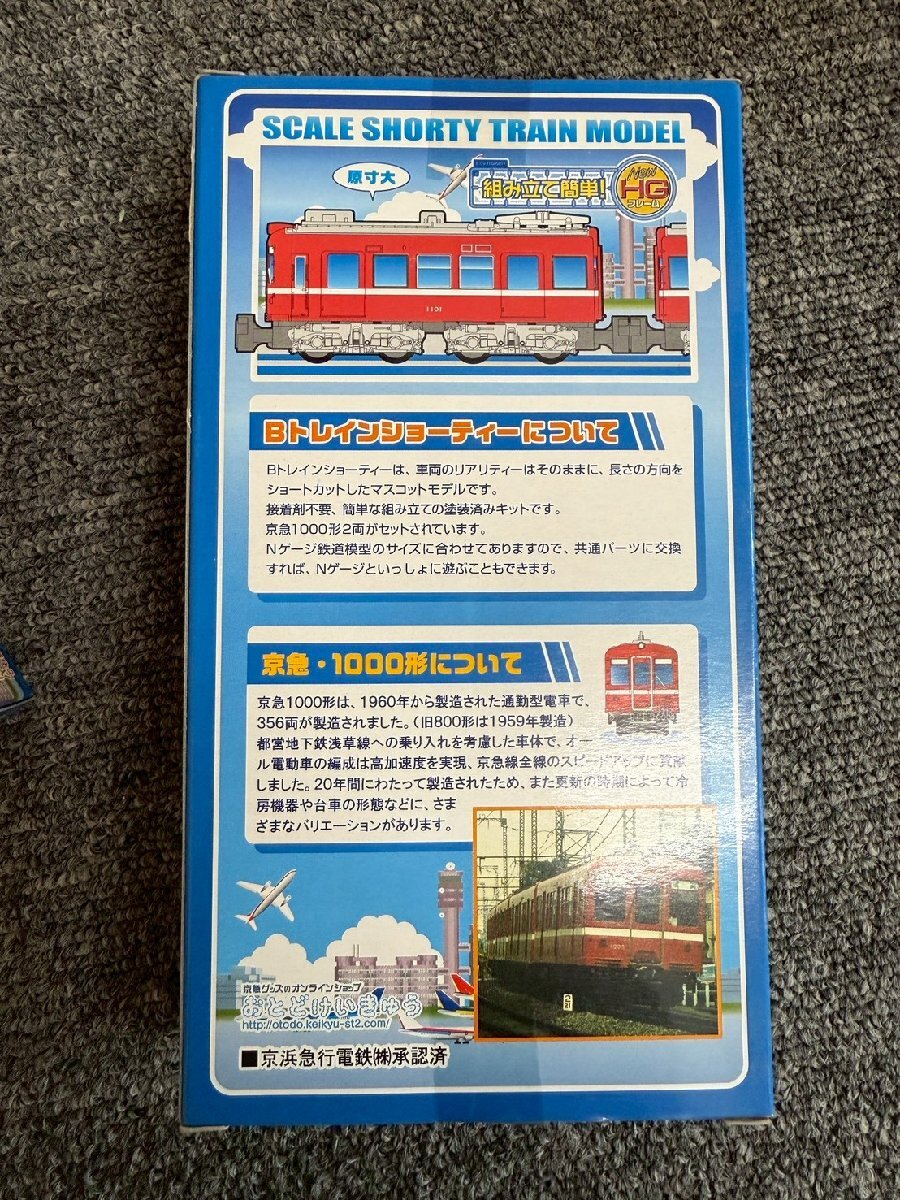 SCALE SHORTY TRAIN MODEL
原寸大
組み立て簡単!
New
HG
フレーム
1101
Bトレインショーティーについて
Bトレインショーティーは、車両のリアリティーはそのままに、長さの方向を
ショートカットしたマスコットモデルです。
接着剤不要、簡単な組み立ての塗装済みキットです。
京急1000形2両がセットされています。
Nゲージ鉄道模型のサイズに合わせてありますので、共通パーツに交換
すれば、Nゲージといっしょに遊ぶこともできます。
京急・1000形について
京急1000形は、1960年から製造された通勤型電車で、
356両が製造されました。(旧800形は1959年製造)
都営地下鉄浅草線への乗り入れを考慮した車体で、オー
ル電動車の編成は高加速度を実現、京急線全線のスピードアップに貢献
しました。20年間にわたって製造されたため、また更新の時期によって冷
房機器や台車の形態などに、さま
ざまなバリエーションがあります。
京急グッズのオンラインショップ
おとどけいきゅう
http://otodo.keikyu-st2.com/
■京浜急行電鉄㈱承認済